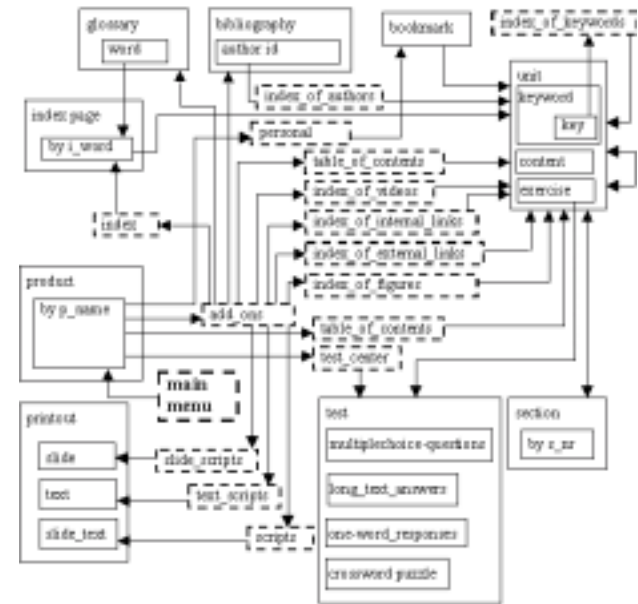 glossary
word
bibliography
author id
bookmark
index_of_keywords
unit
keyword
key
content
exercise
index_of_authors
index page
by i_word
personal
table_of_contents
index_of_videos
index
index_of_internal_links
index_of_external_links
index_of_figures
product
by p_name
add_ons
table_of_contents
test_center
main
menu
printout
slide
text
slide_text
slide_scripts
text_scripts
scripts
test
multiplechoice-questions
long_text_answers
one-word_responses
crossword puzzle
section
by s_nr